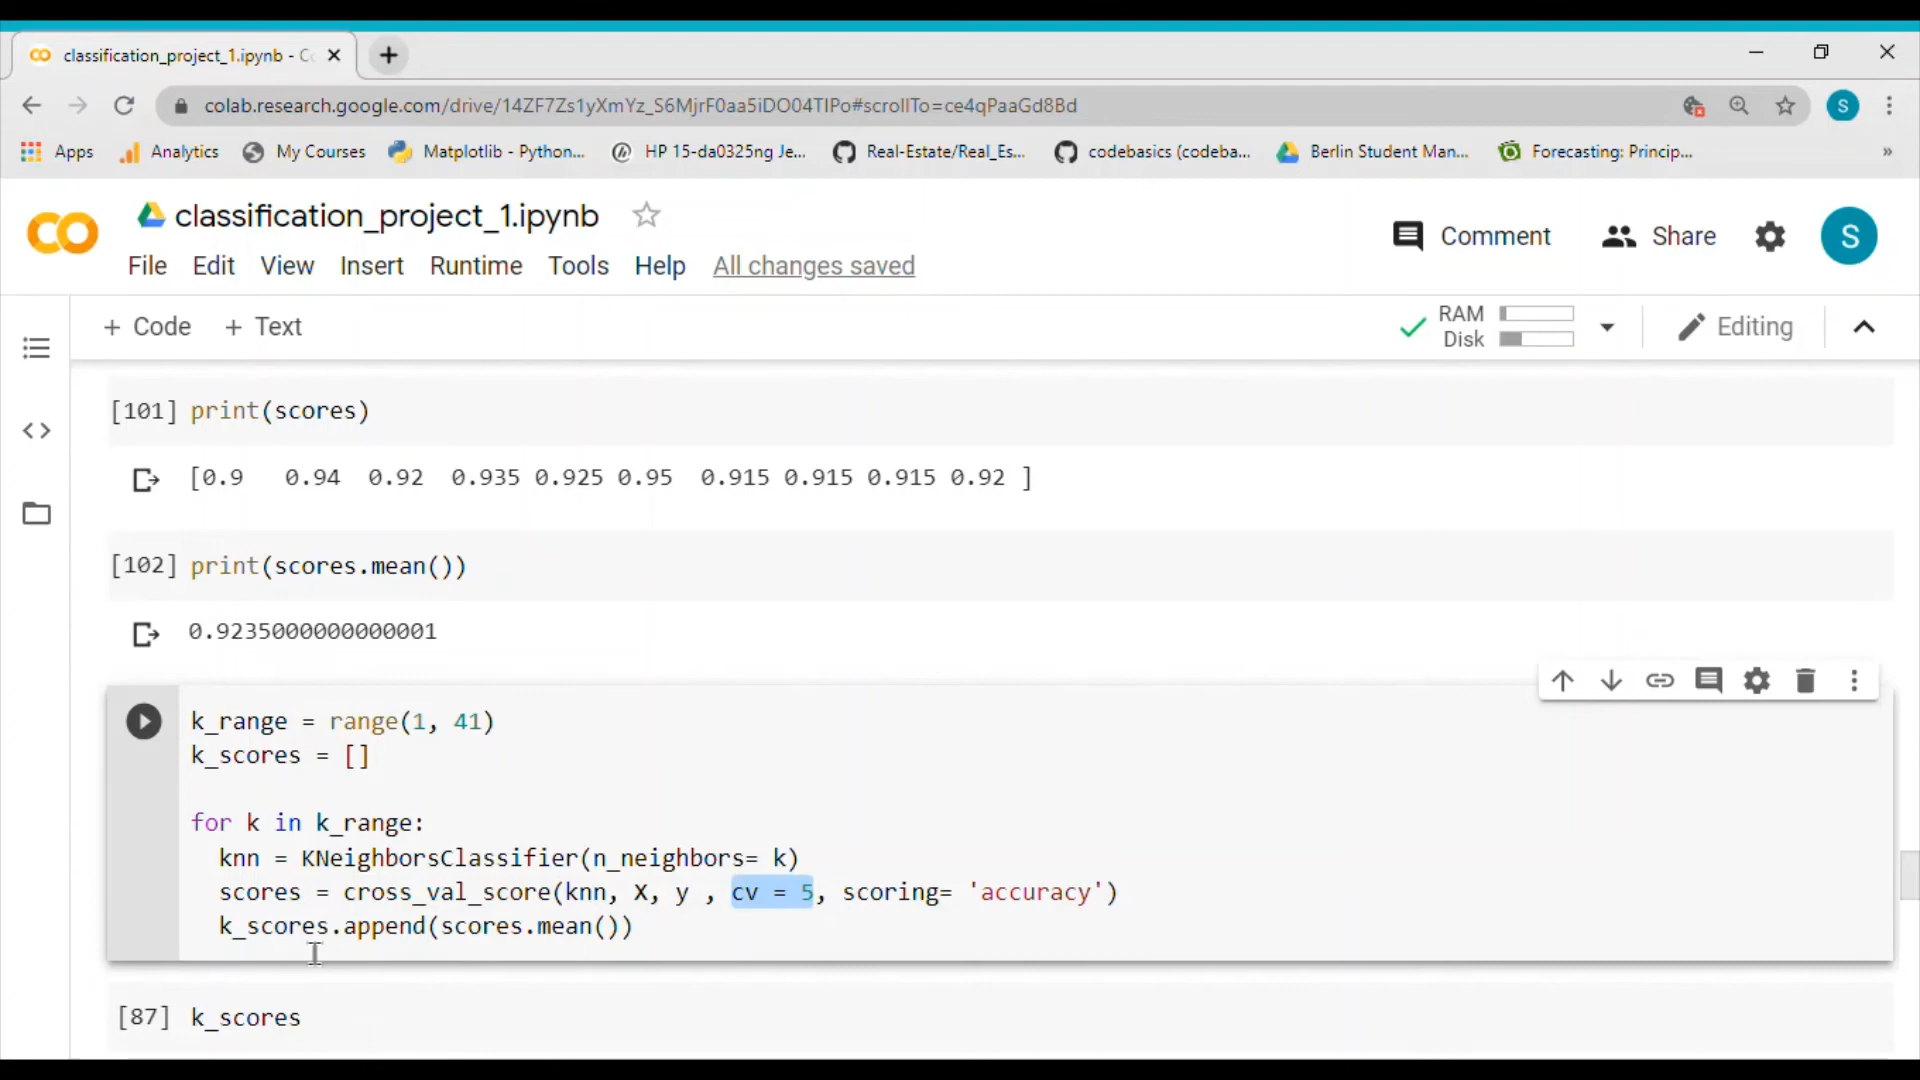 classification_project_1.ipynb - C
colab.research.google.com/drive/14ZF7Zs1yXmYz_S6MjrF0aa5iDO04TIPo#scrollTo=ce4qPaaGd8Bd
S
Apps Analytics My Courses Matplotlib - Python... HP 15-da0325ng Je... Real-Estate/Real_Es... codebasics (codeba... Berlin Student Man... Forecasting: Princip... »
CO classification_project_1.ipynb
Comment Share S
File Edit View Insert Runtime Tools Help All changes saved
+ Code + Text
RAM
Disk
Editing
[101] print(scores)
[0.9 0.94 0.92 0.935 0.925 0.95 0.915 0.915 0.915 0.92 ]
[102] print(scores.mean())
0.9235000000000001
k_range = range(1, 41)
k_scores = []
for k in k_range:
knn = KNeighborsClassifier(n_neighbors= k)
scores = cross_val_score(knn, X, y , cv = 5, scoring= 'accuracy')
k_scores.append(scores.mean())
[87] k_scores